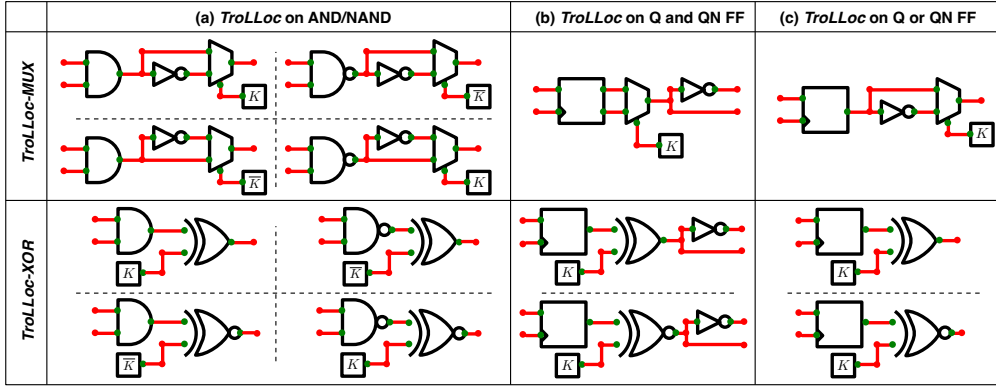 (a) TroLLoc on AND/NAND
(b) TroLLoc on Q and QN FF
(c) TroLLoc on Q or QN FF
TroLLoc-MUX
K
K̅
K̅
K
K
K
TroLLoc-XOR
K
K̅
K
K
K̅
K
K
K